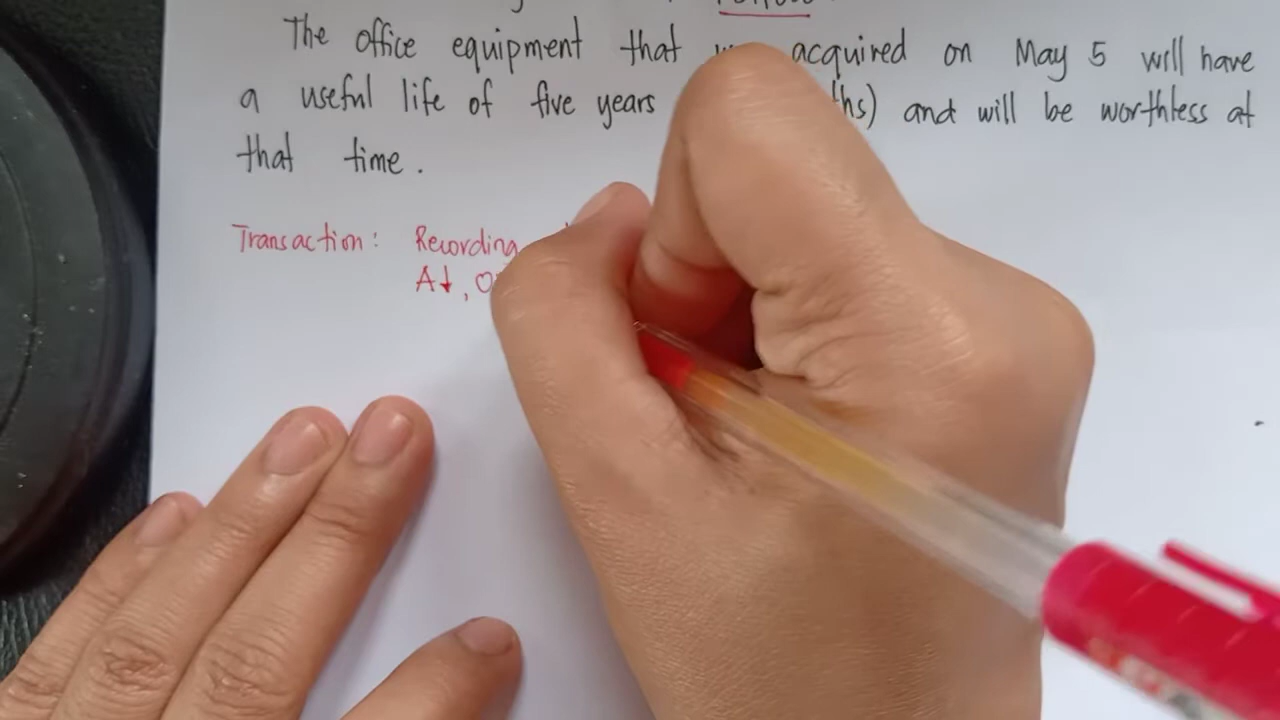 The office equipment that acquired on May 5 will have
a useful life of five years ths) and will be worthless at
that time.
Transaction: Recording
A↓, O